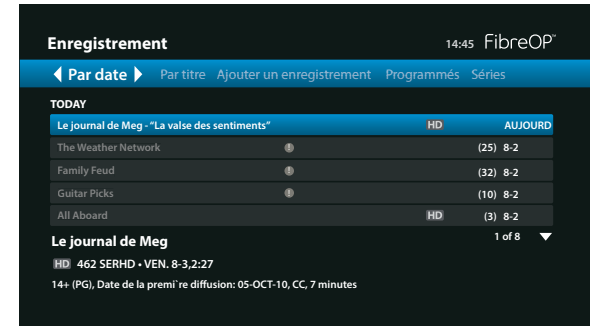 Enregistrement 14:45 FibreOP™
Par date Par titre Ajouter un enregistrement Programmés Séries
TODAY
Le journal de Meg - “La valse des sentiments” HD AUJOURD
The Weather Network (25) 8-2
Family Feud (32) 8-2
Guitar Picks (10) 8-2
All Aboard HD (3) 8-2
Le journal de Meg 1 of 8
HD 462 SERHD • VEN. 8-3,2:27
14+ (PG), Date de la premi`re diffusion: 05-OCT-10, CC, 7 minutes